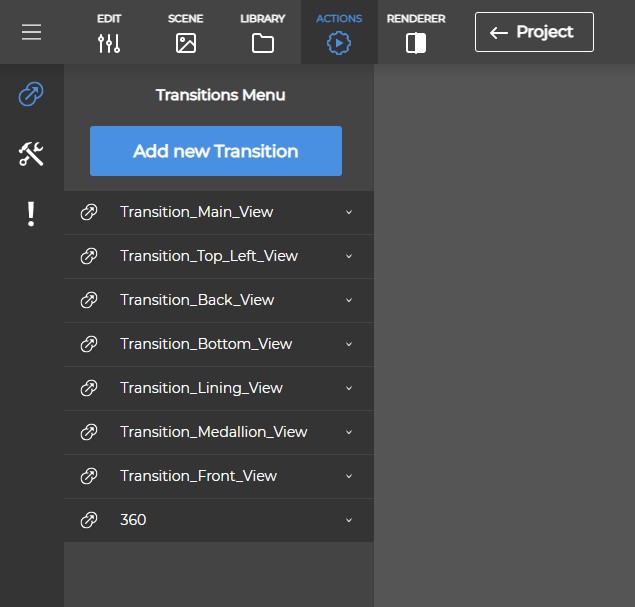 EDIT
SCENE
LIBRARY
ACTIONS
RENDERER
Project
Transitions Menu
Add new Transition
Transition_Main_View
Transition_Top_Left_View
Transition_Back_View
Transition_Bottom_View
Transition_Lining_View
Transition_Medallion_View
Transition_Front_View
360